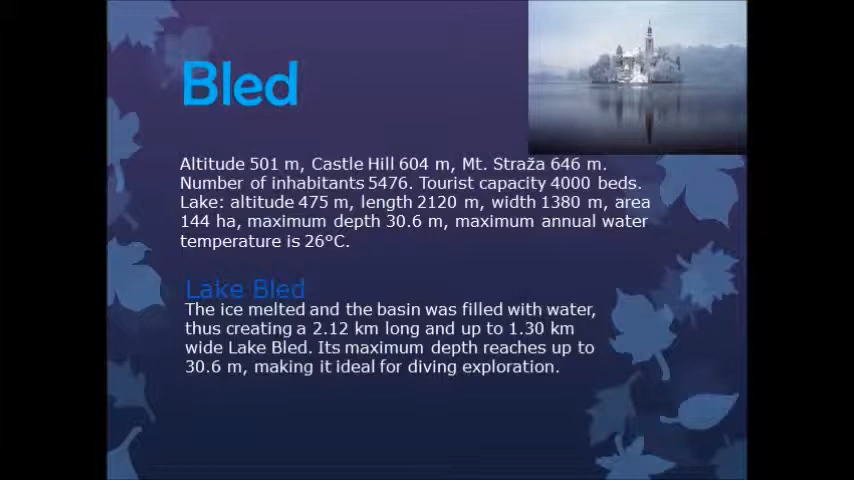 Bled
Altitude 501 m, Castle Hill 604 m, Mt. Straža 646 m.
Number of inhabitants 5476. Tourist capacity 4000 beds.
Lake: altitude 475 m, length 2120 m, width 1380 m, area
144 ha, maximum depth 30.6 m, maximum annual water
temperature is 26°C.
Lake Bled
The ice melted and the basin was filled with water,
thus creating a 2.12 km long and up to 1.30 km
wide Lake Bled. Its maximum depth reaches up to
30.6 m, making it ideal for diving exploration.